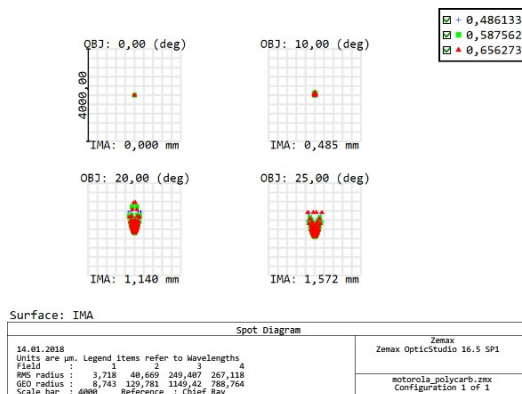 0,486133
0,587562
0,656273
OBJ: 0,00 (deg)
OBJ: 10,00 (deg)
4000,00
IMA: 0,000 mm
IMA: 0,485 mm
OBJ: 20,00 (deg)
OBJ: 25,00 (deg)
IMA: 1,140 mm
IMA: 1,572 mm
Surface: IMA
Spot Diagram
14.01.2018
Units are µm. Legend items refer to Wavelengths
Field : 1 2 3 4
RMS radius : 3,718 40,669 249,407 267,118
GEO radius : 8,743 129,781 1149,42 788,764
Scale bar : 4000 Reference : Chief Ray
Zemax
Zemax OpticStudio 16.5 SP1
motorola_polycarb.zmx
Configuration 1 of 1